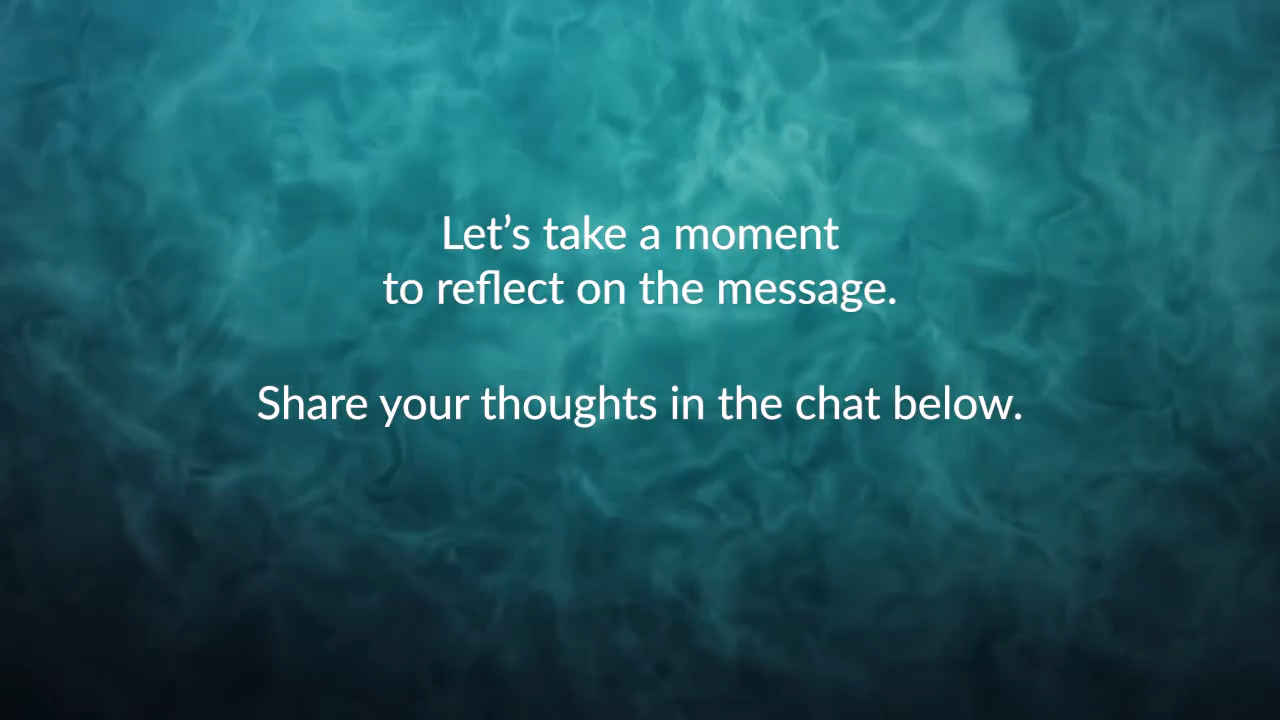 Let’s take a moment
to reflect on the message.
Share your thoughts in the chat below.